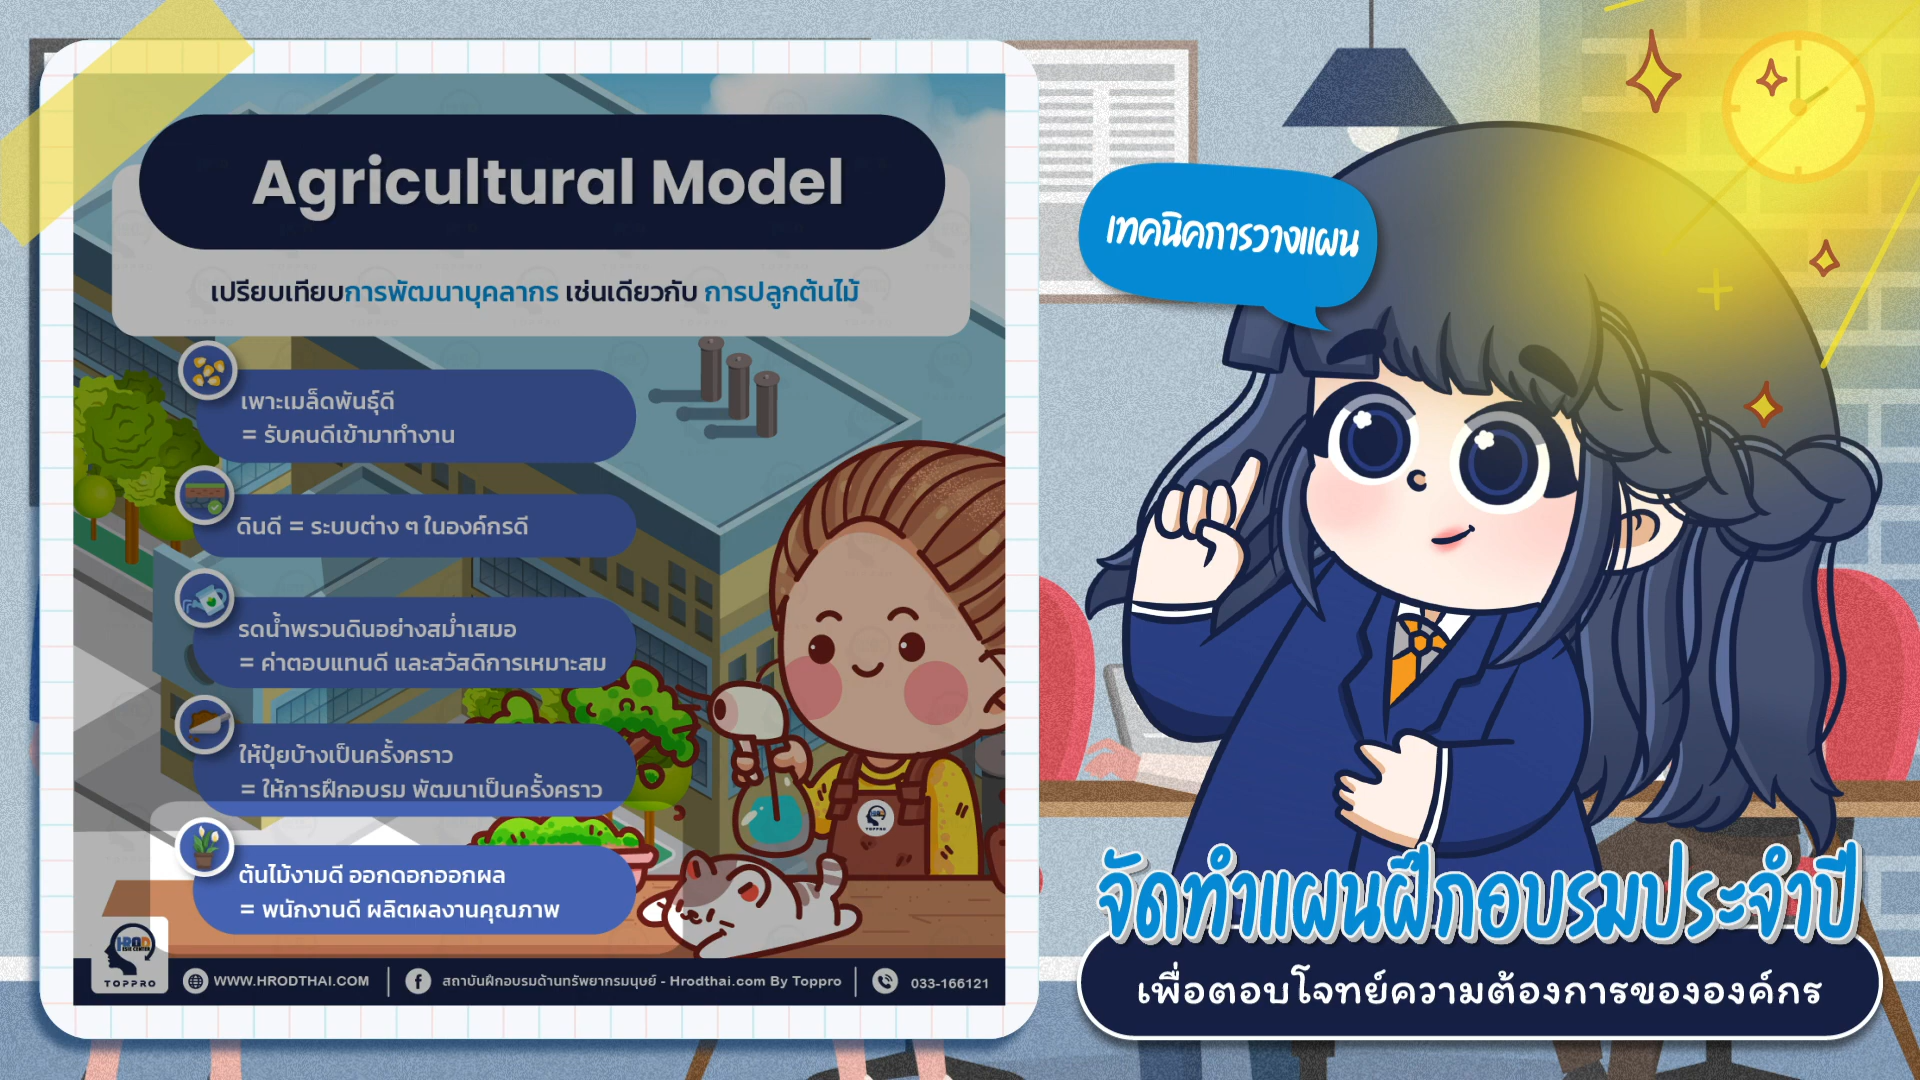 Agricultural Model
เปรียบเทียบการพัฒนาบุคลากร เช่นเดียวกับ การปลูกต้นไม้
เพาะเมล็ดพันธุ์ดี
= รับคนดีเข้ามาทำงาน
ดินดี = ระบบต่าง ๆ ในองค์กรดี
รดน้ำพรวนดินอย่างสม่ำเสมอ
= ค่าตอบแทนดี และสวัสดิการเหมาะสม
ให้ปุ๋ยบ้างเป็นครั้งคราว
= ให้การฝึกอบรม พัฒนาเป็นครั้งคราว
ต้นไม้งามดี ออกดอกออกผล
= พนักงานดี ผลิตผลงานคุณภาพ
TOPPRO
HROD
TOPPRO
WWW.HRODTHAI.COM
สถาบันฝึกอบรมด้านทรัพยากรมนุษย์ - Hrodthai.com By Toppro
033-166121
เทคนิคการวางแผน
จัดทำแผนฝึกอบรมประจำปี
เพื่อตอบโจทย์ความต้องการขององค์กร